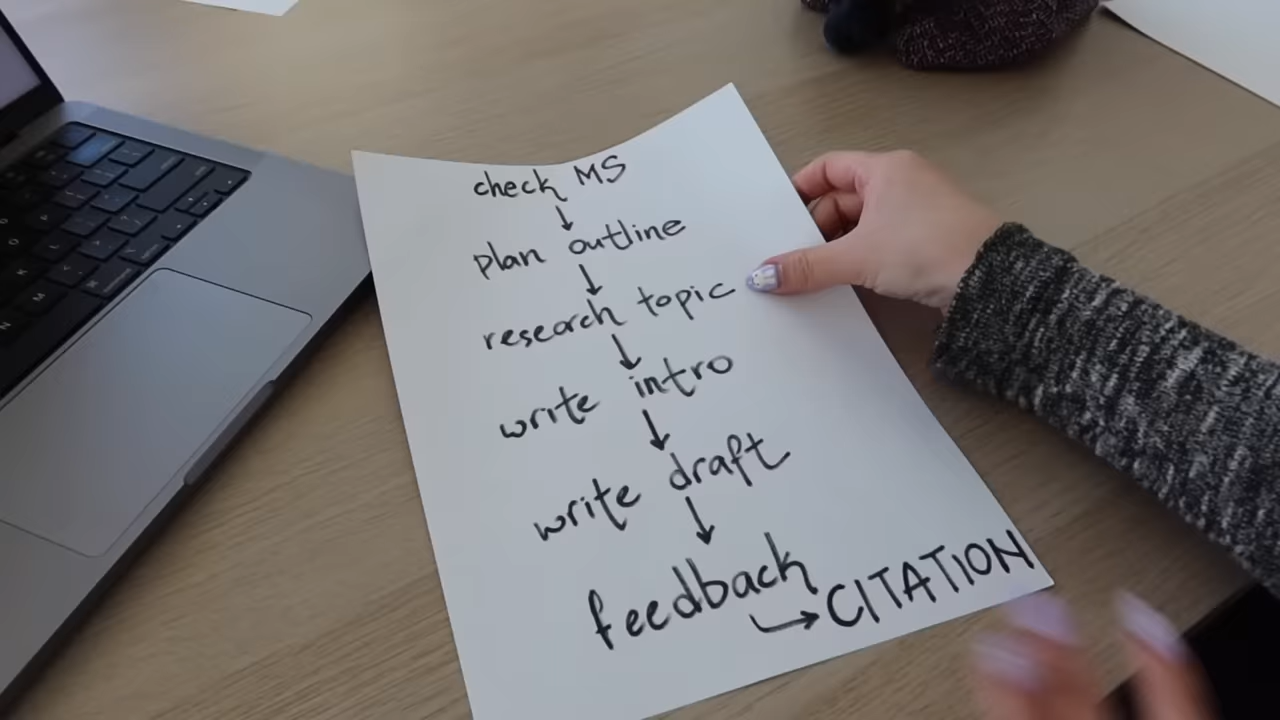 check MS
↓
plan outline
↓
research topic
↓
write intro
↓
write draft
↓
feedback
↳ CITATION